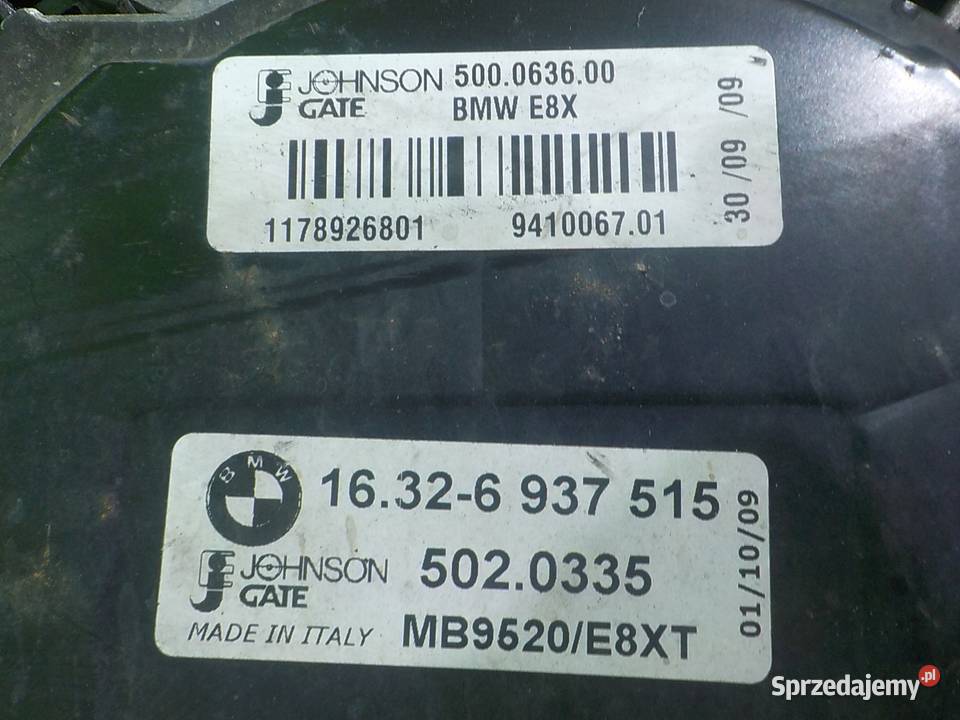 JOHNSON 500.0636.00
GATE BMW E8X
1178926801 9410067.01
30/09 /09
BMW
16.32-6 937 515
JOHNSON 502.0335
GATE
MADE IN ITALY MB9520/E8XT
01/10/09
Sprzedajemy.pl